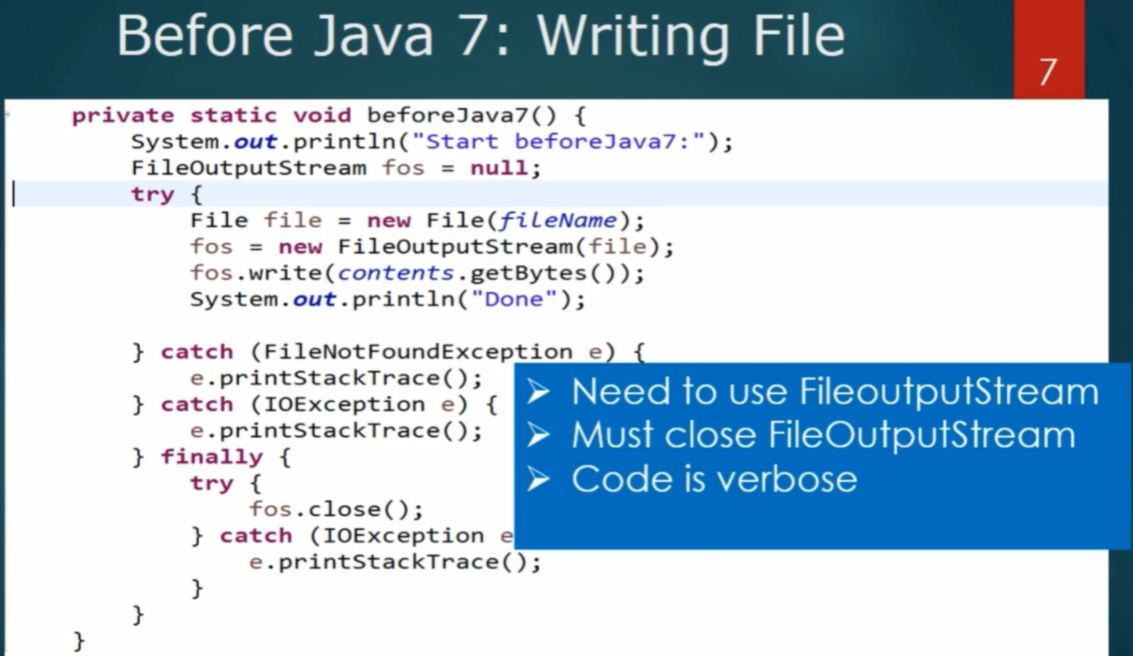 Before Java 7: Writing File
7
private static void beforeJava7() {
System.out.println("Start beforeJava7:");
FileOutputStream fos = null;
try {
File file = new File(fileName);
fos = new FileOutputStream(file);
fos.write(contents.getBytes());
System.out.println("Done");
} catch (FileNotFoundException e) {
e.printStackTrace();
} catch (IOException e) {
e.printStackTrace();
} finally {
try {
fos.close();
} catch (IOException e
e.printStackTrace();
}
}
}
➢ Need to use FileoutputStream
➢ Must close FileOutputStream
➢ Code is verbose